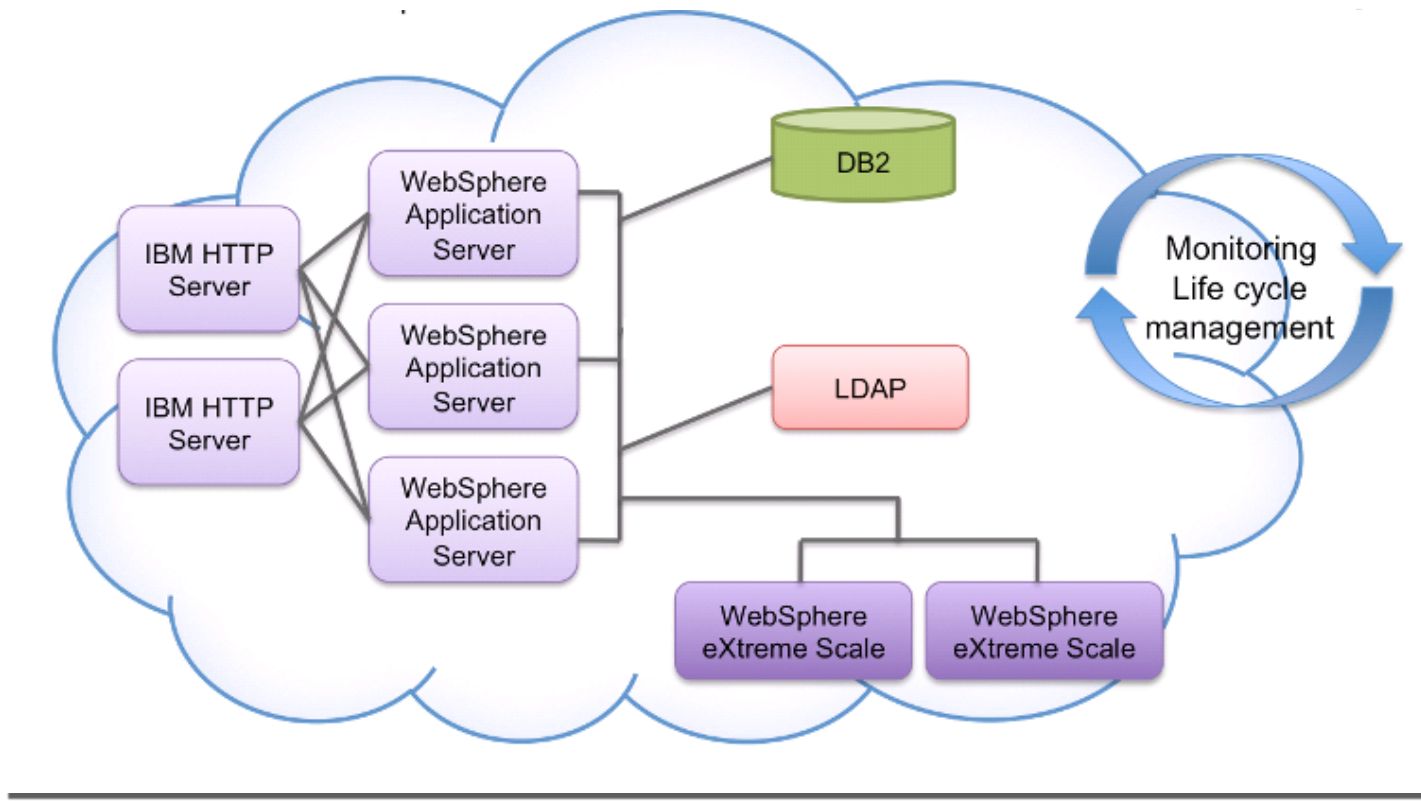 IBM HTTP
Server
IBM HTTP
Server
WebSphere
Application
Server
WebSphere
Application
Server
WebSphere
Application
Server
DB2
LDAP
WebSphere
eXtreme Scale
WebSphere
eXtreme Scale
Monitoring
Life cycle
management